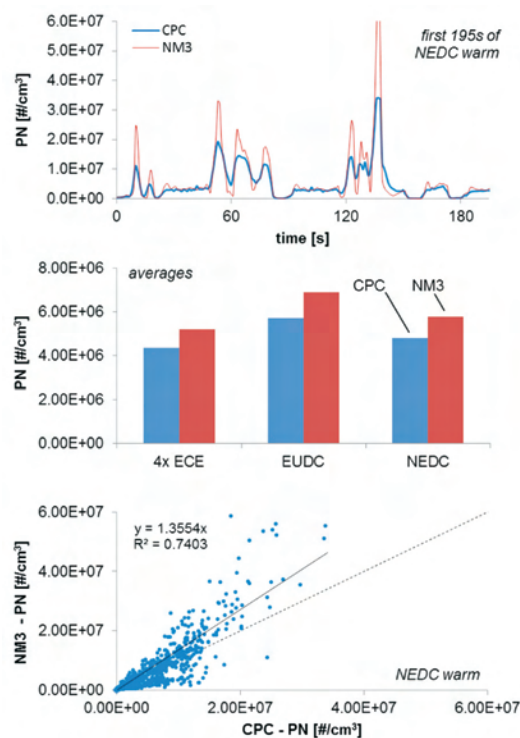 6.0E+07
5.0E+07
4.0E+07
3.0E+07
2.0E+07
1.0E+07
0.0E+00
PN [#/cm³]
CPC
NM3
first 195s of
NEDC warm
0 60 120 180
time [s]
8.00E+06
6.00E+06
4.00E+06
2.00E+06
0.00E+00
PN [#/cm³]
averages
CPC NM3
4x ECE EUDC NEDC
6.00E+07
4.00E+07
2.00E+07
0.00E+00
NM3 - PN [#/cm³]
y = 1.3554x
R² = 0.7403
NEDC warm
0.00E+00 2.00E+07 4.00E+07 6.00E+07
CPC - PN [#/cm³]